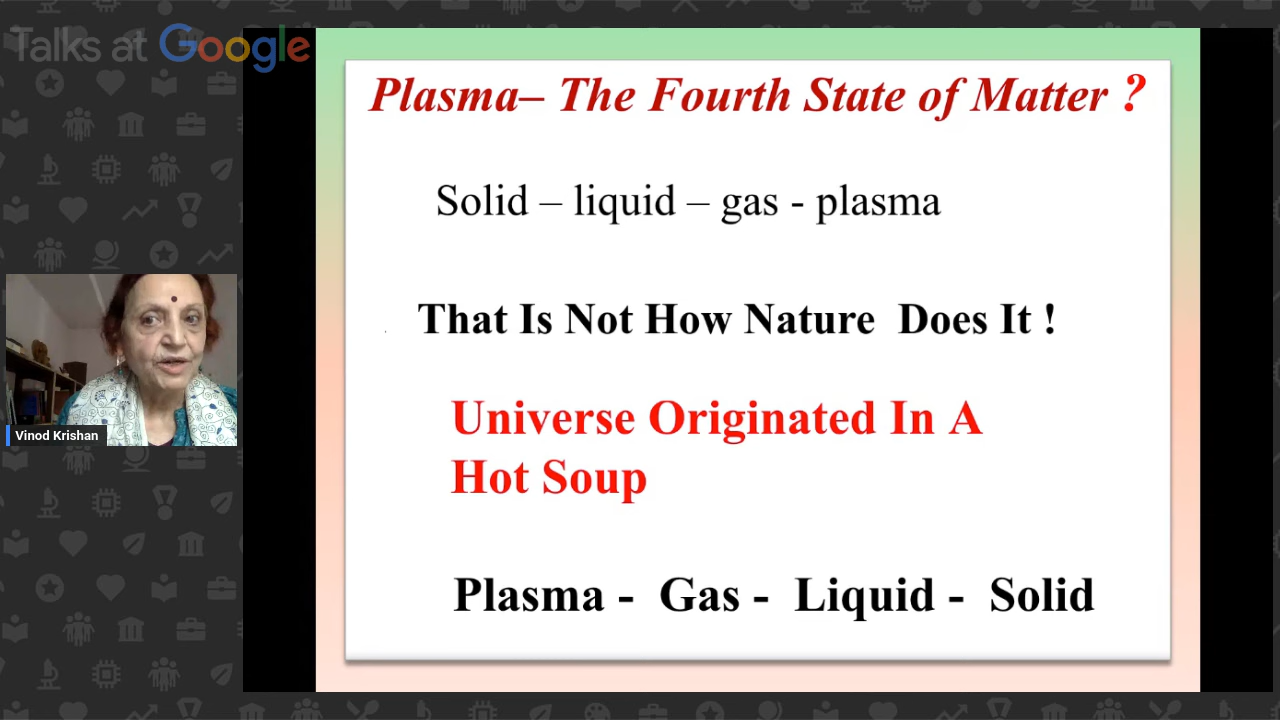 Talks at Google
Plasma– The Fourth State of Matter ?
Solid – liquid – gas - plasma
That Is Not How Nature Does It !
Universe Originated In A
Hot Soup
Plasma - Gas - Liquid - Solid
Vinod Krishan